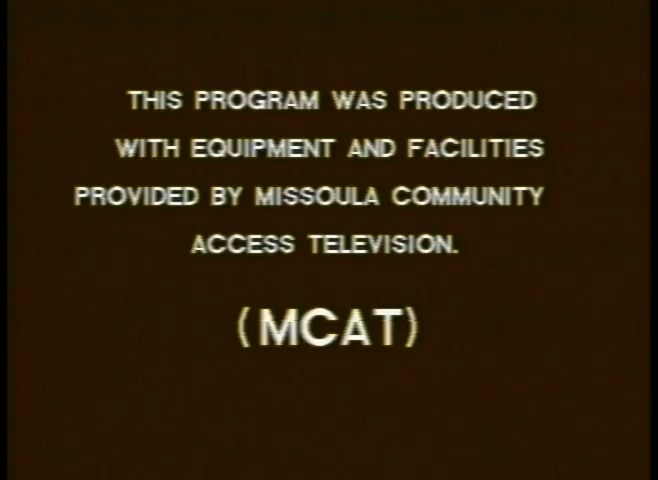 THIS PROGRAM WAS PRODUCED
WITH EQUIPMENT AND FACILITIES
PROVIDED BY MISSOULA COMMUNITY
ACCESS TELEVISION.
(MCAT)